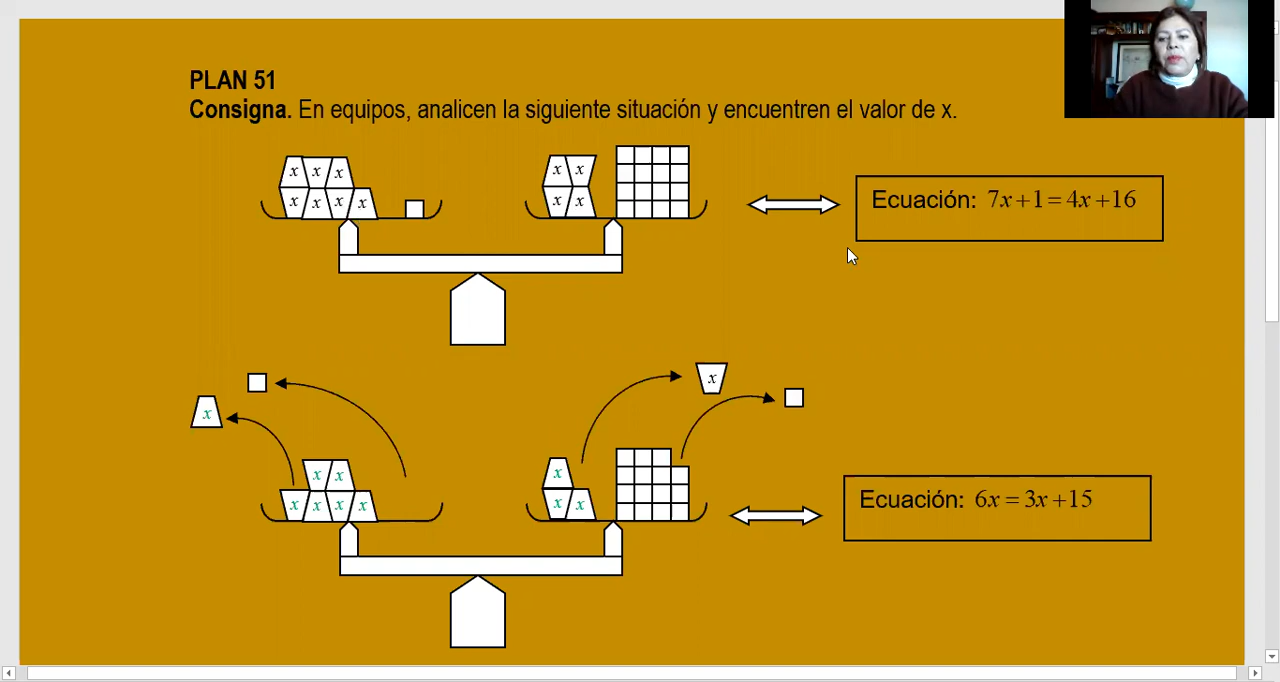 PLAN 51
Consigna. En equipos, analicen la siguiente situación y encuentren el valor de x.
x x x
x x x x
x x
x x
Ecuación: 7x+1=4x+16
x
x
x x
x x x x
x
x x
Ecuación: 6x=3x+15